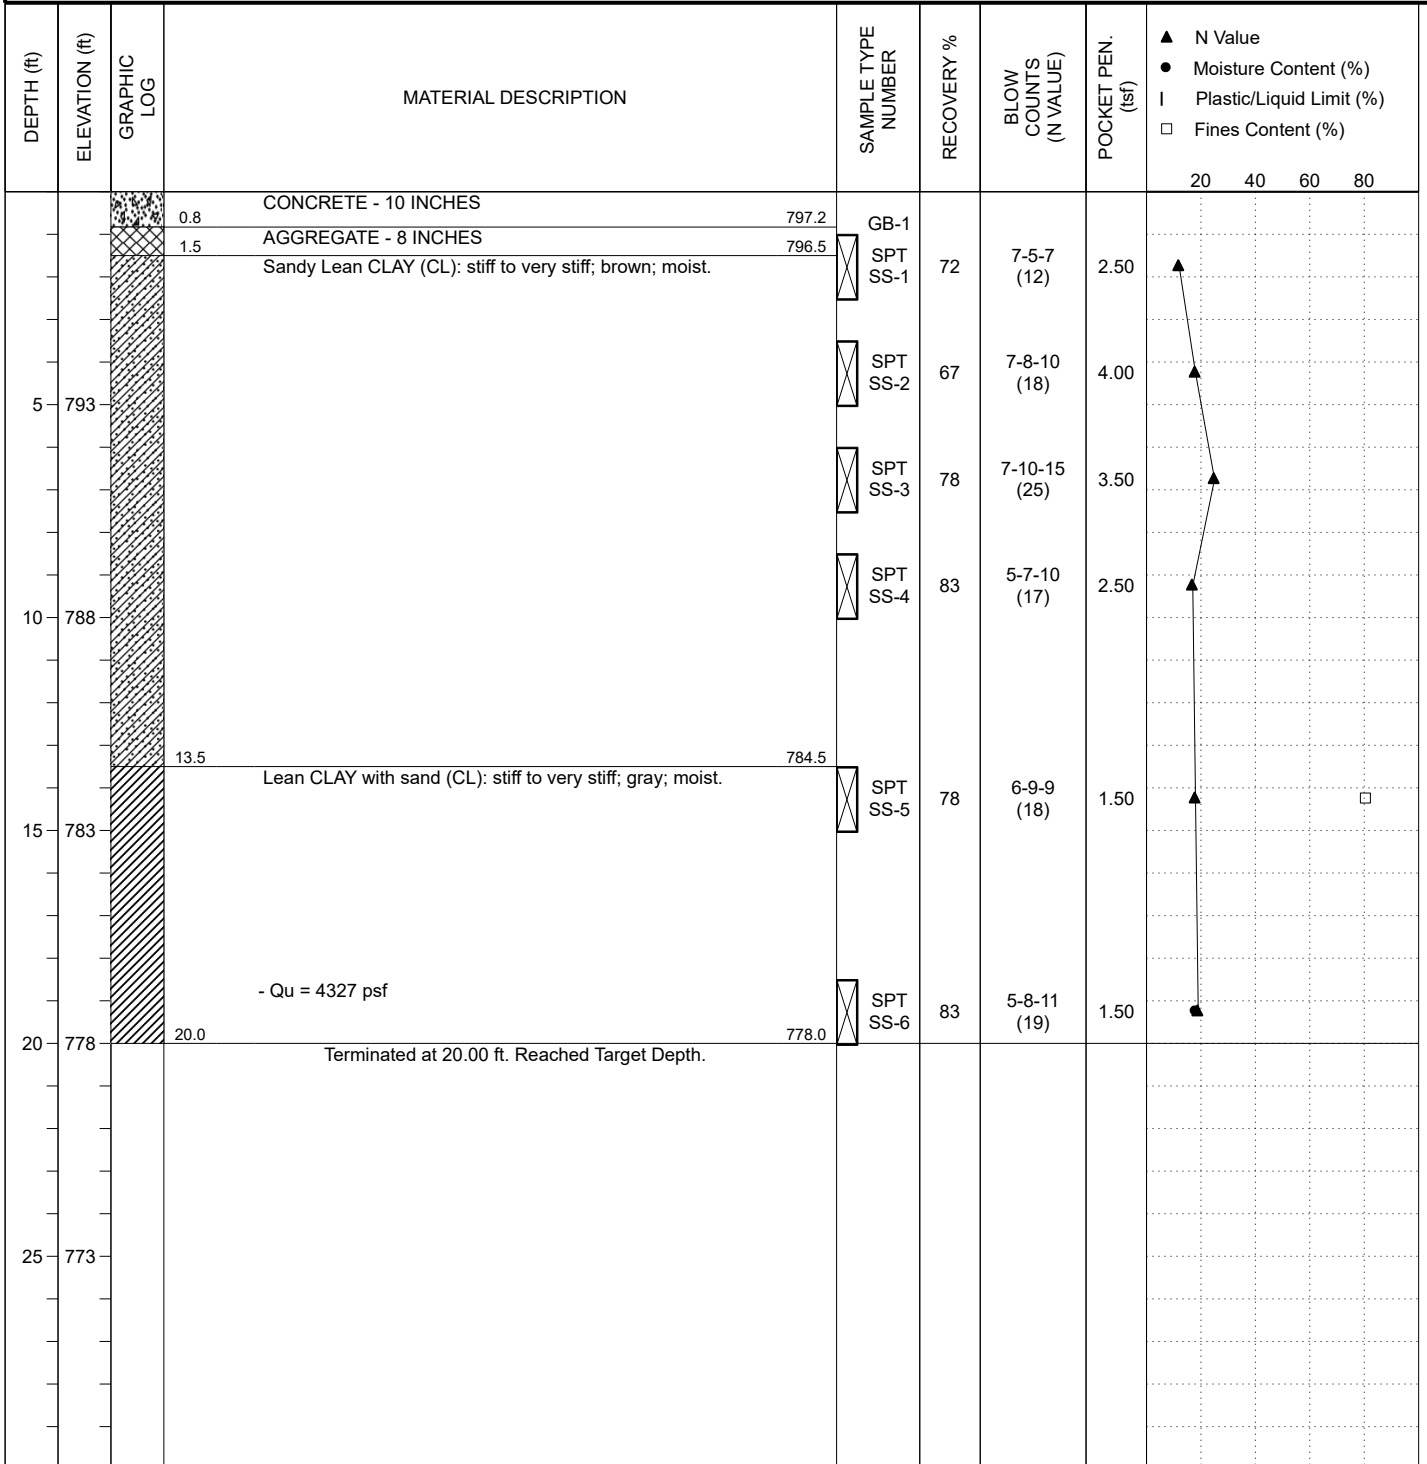 DEPTH (ft)
ELEVATION (ft)
GRAPHIC
LOG
MATERIAL DESCRIPTION
SAMPLE TYPE
NUMBER
RECOVERY %
BLOW
COUNTS
(N VALUE)
POCKET PEN.
(tsf)
N Value
Moisture Content (%)
Plastic/Liquid Limit (%)
Fines Content (%)
20 40 60 80
CONCRETE - 10 INCHES
0.8 797.2
GB-1
AGGREGATE - 8 INCHES
1.5 796.5
Sandy Lean CLAY (CL): stiff to very stiff; brown; moist.
SPT
SS-1
72
7-5-7
(12)
2.50
SPT
SS-2
67
7-8-10
(18)
4.00
5 793
SPT
SS-3
78
7-10-15
(25)
3.50
SPT
SS-4
83
5-7-10
(17)
2.50
10 788
13.5 784.5
Lean CLAY with sand (CL): stiff to very stiff; gray; moist.
SPT
SS-5
78
6-9-9
(18)
1.50
15 783
- Qu = 4327 psf
SPT
SS-6
83
5-8-11
(19)
1.50
20.0 778.0
20 778
Terminated at 20.00 ft. Reached Target Depth.
25 773